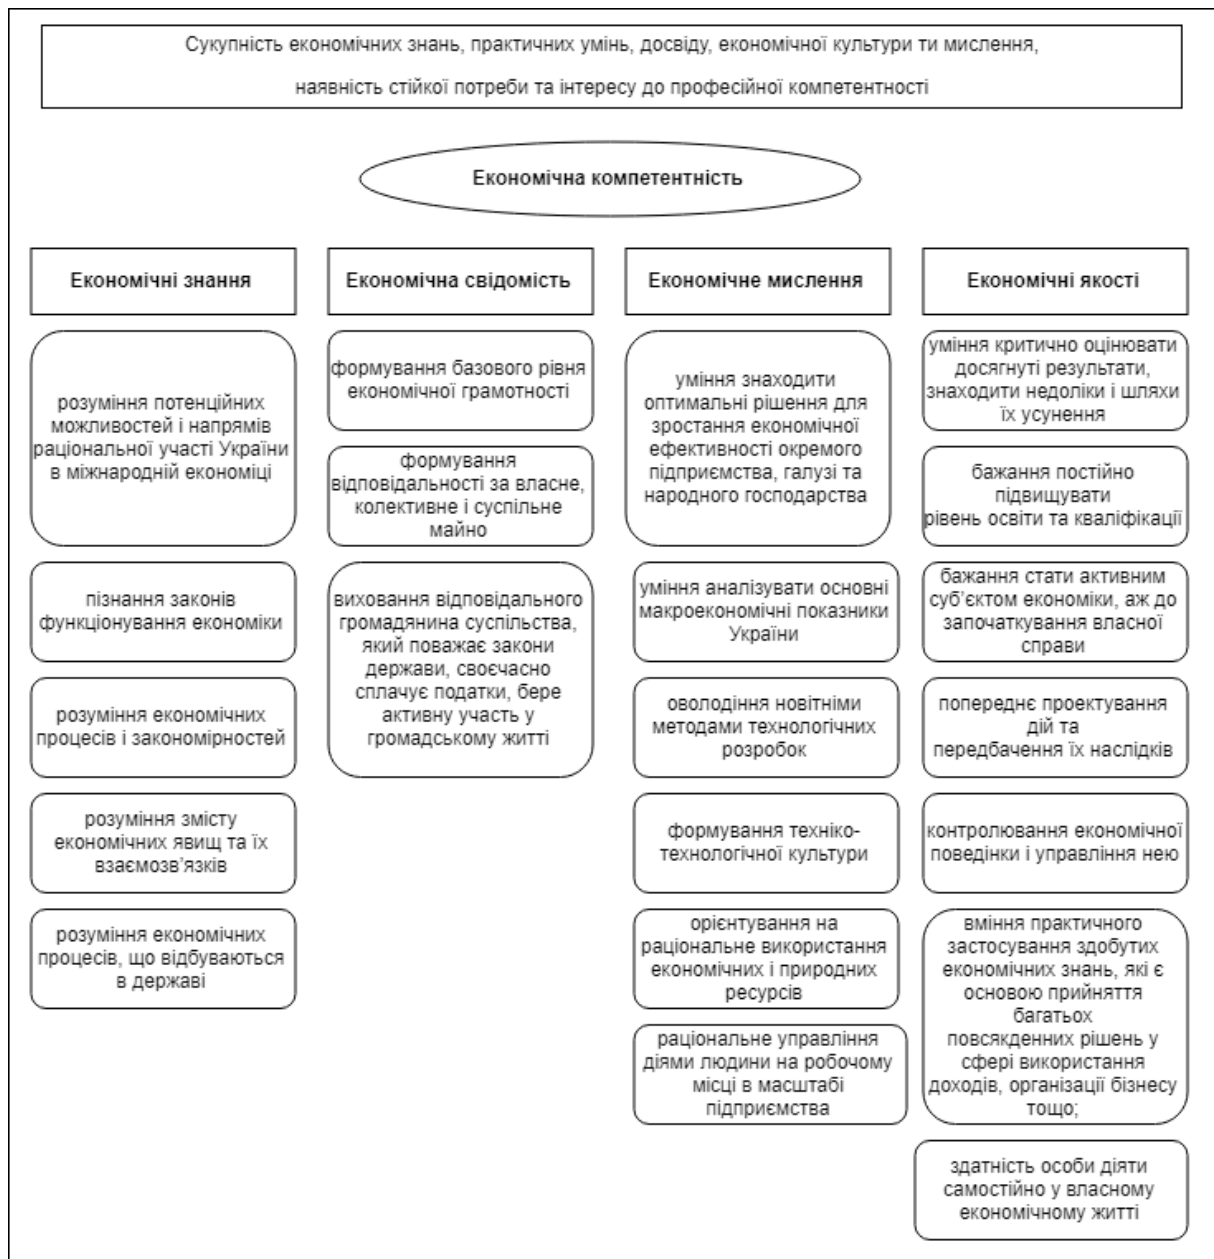 Сукупність економічних знань, практичних умінь, досвіду, економічної культури ти мислення,
наявність стійкої потреби та інтересу до професійної компетентності
Економічна компетентність
Економічні знання
розуміння потенційних
можливостей і напрямів
раціональної участі України
в міжнародній економіці
пізнання законів
функціонування економіки
розуміння економічних
процесів і закономірностей
розуміння змісту
економічних явищ та їх
взаємозв’язків
розуміння економічних
процесів, що відбуваються
в державі
Економічна свідомість
формування базового рівня
економічної грамотності
формування
відповідальності за власне,
колективне і суспільне
майно
виховання відповідального
громадянина суспільства,
який поважає закони
держави, своєчасно
сплачує податки, бере
активну участь у
громадському житті
Економічне мислення
уміння знаходити
оптимальні рішення для
зростання економічної
ефективності окремого
підприємства, галузі та
народного господарства
уміння аналізувати основні
макроекономічні показники
України
оволодіння новітніми
методами технологічних
розробок
формування техніко-
технологічної культури
орієнтування на
раціональне використання
економічних і природних
ресурсів
раціональне управління
діями людини на робочому
місці в масштабі
підприємства
Економічні якості
уміння критично оцінювати
досягнуті результати,
знаходити недоліки і шляхи
їх усунення
бажання постійно
підвищувати
рівень освіти та кваліфікації
бажання стати активним
суб’єктом економіки, аж до
започаткування власної
справи
попереднє проектування
дій та
передбачення їх наслідків
контролювання економічної
поведінки і управління нею
вміння практичного
застосування здобутих
економічних знань, які є
основою прийняття
багатьох
повсякденних рішень у
сфері використання
доходів, організації бізнесу
тощо;
здатність особи діяти
самостійно у власному
економічному житті